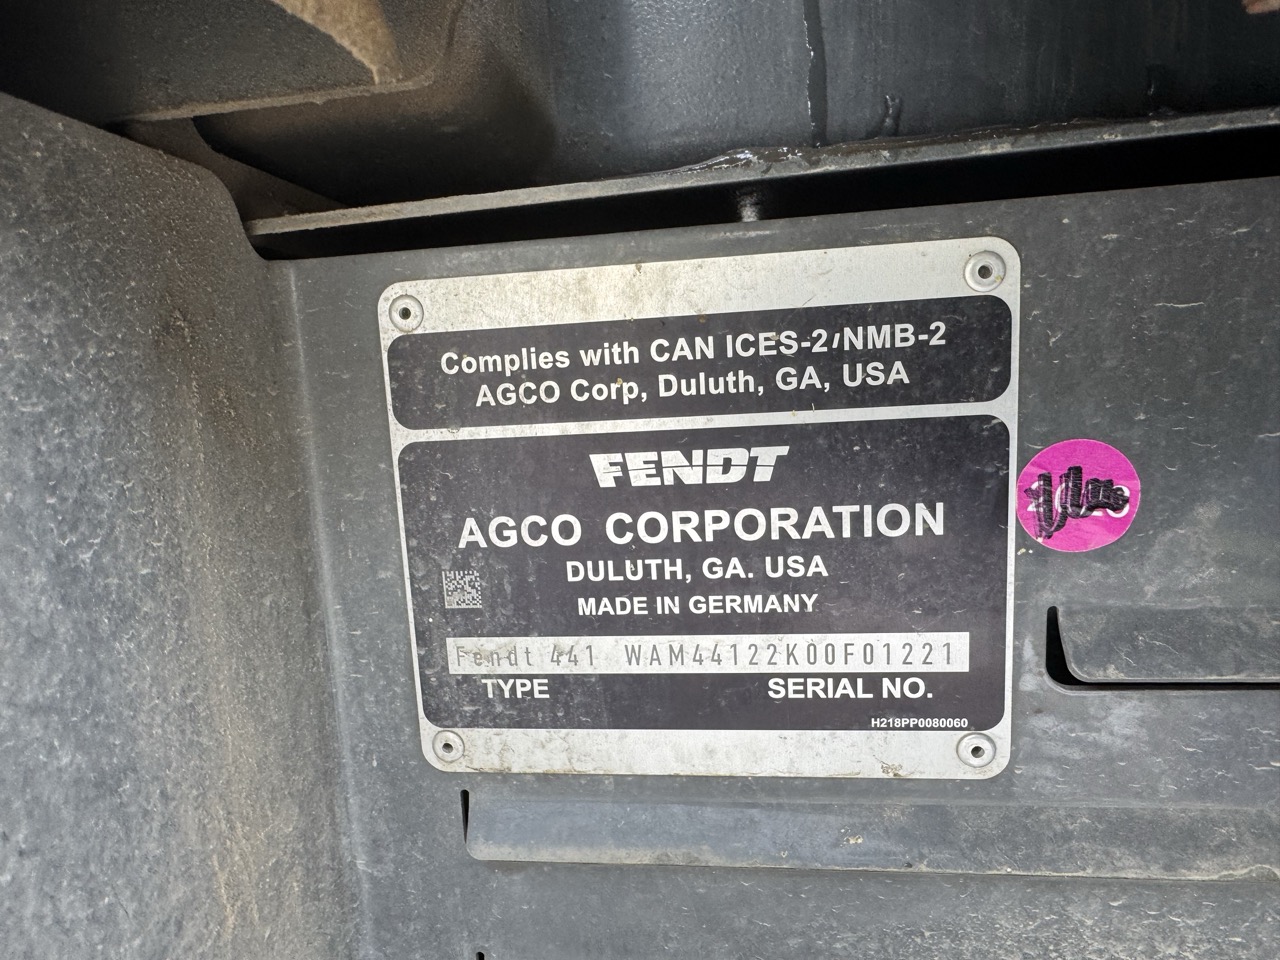 Complies with CAN ICES-2/NMB-2
AGCO Corp, Duluth, GA, USA
FENDT
AGCO CORPORATION
DULUTH, GA. USA
MADE IN GERMANY
Fendt 441 WAM44122K00F01221
TYPE SERIAL NO.
H218PP0080060